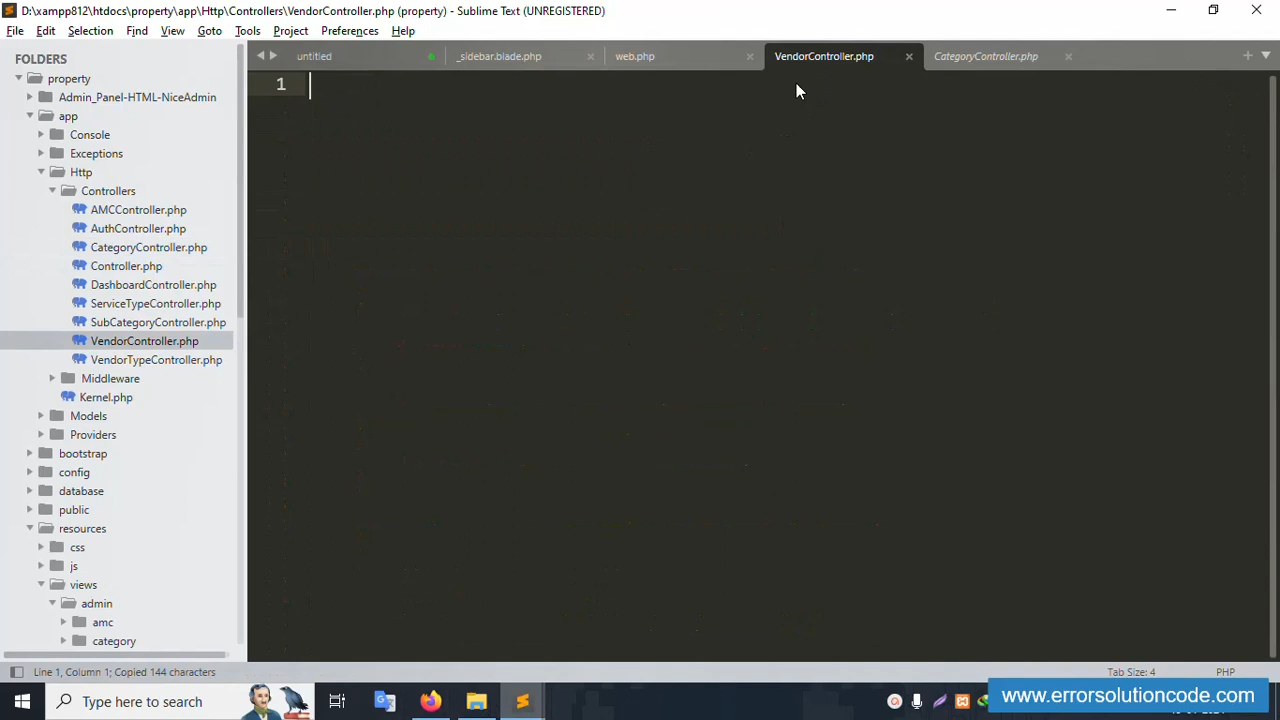 D:\xampp812\htdocs\property\app\Http\Controllers\VendorController.php (property) - Sublime Text (UNREGISTERED)
File Edit Selection Find View Goto Tools Project Preferences Help
FOLDERS
untitled
_sidebar.blade.php
web.php
VendorController.php
CategoryController.php
1
property
Admin_Panel-HTML-NiceAdmin
app
Console
Exceptions
Http
Controllers
AMCController.php
AuthController.php
CategoryController.php
Controller.php
DashboardController.php
ServiceTypeController.php
SubCategoryController.php
VendorController.php
VendorTypeController.php
Middleware
Kernel.php
Models
Providers
bootstrap
config
database
public
resources
css
js
views
admin
amc
category
Line 1, Column 1; Copied 144 characters
Tab Size: 4
PHP
Type here to search
www.errorsolutioncode.com